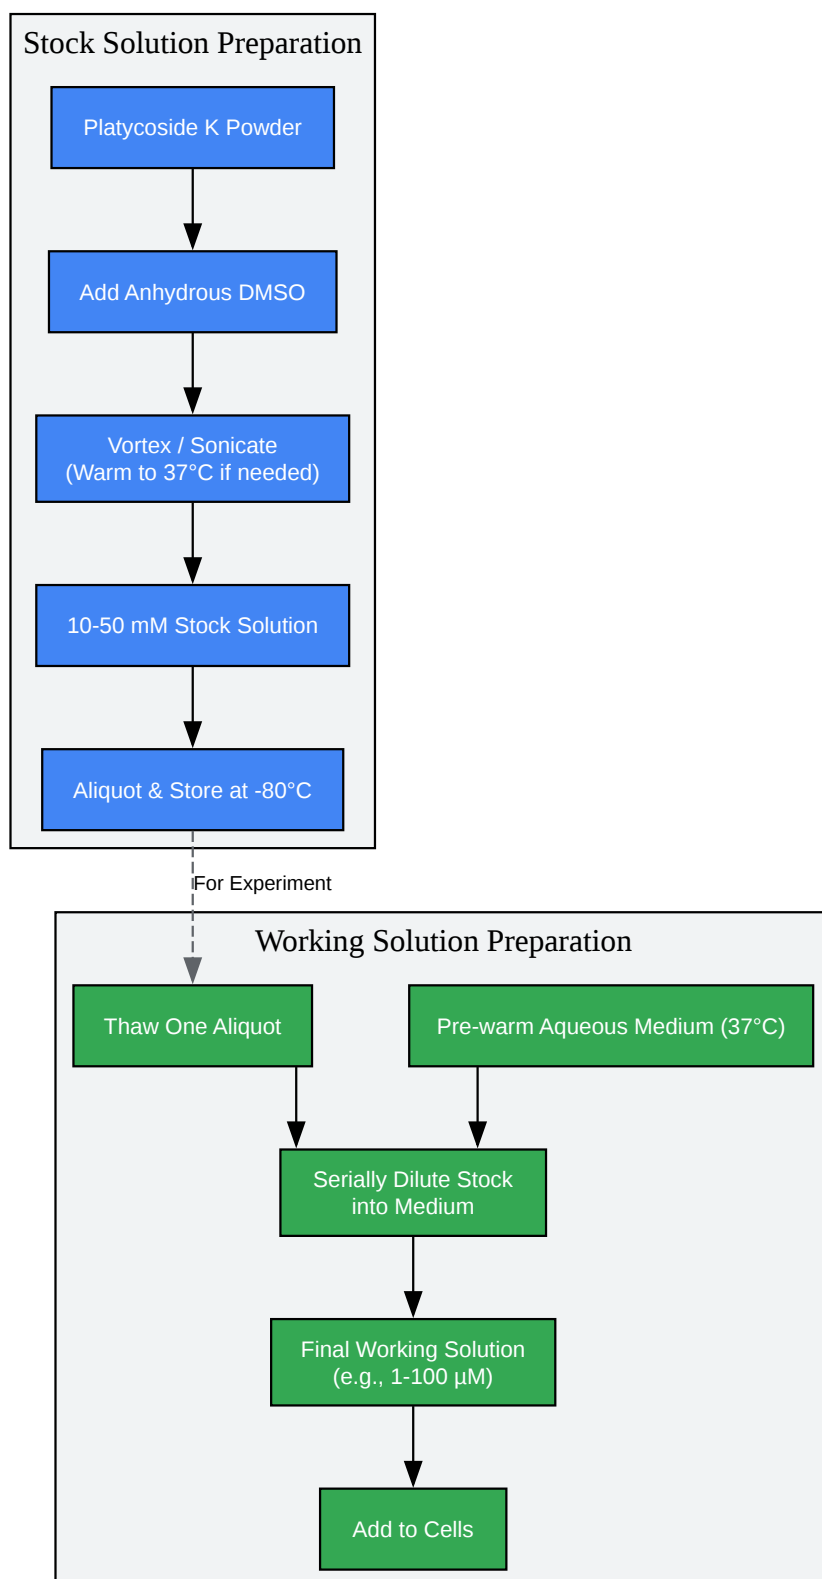 Stock Solution Preparation
Platycoside K Powder
Add Anhydrous DMSO
Vortex / Sonicate
(Warm to 37°C if needed)
10-50 mM Stock Solution
Aliquot & Store at -80°C
For Experiment
Working Solution Preparation
Thaw One Aliquot
Pre-warm Aqueous Medium (37°C)
Serially Dilute Stock
into Medium
Final Working Solution
(e.g., 1-100 µM)
Add to Cells